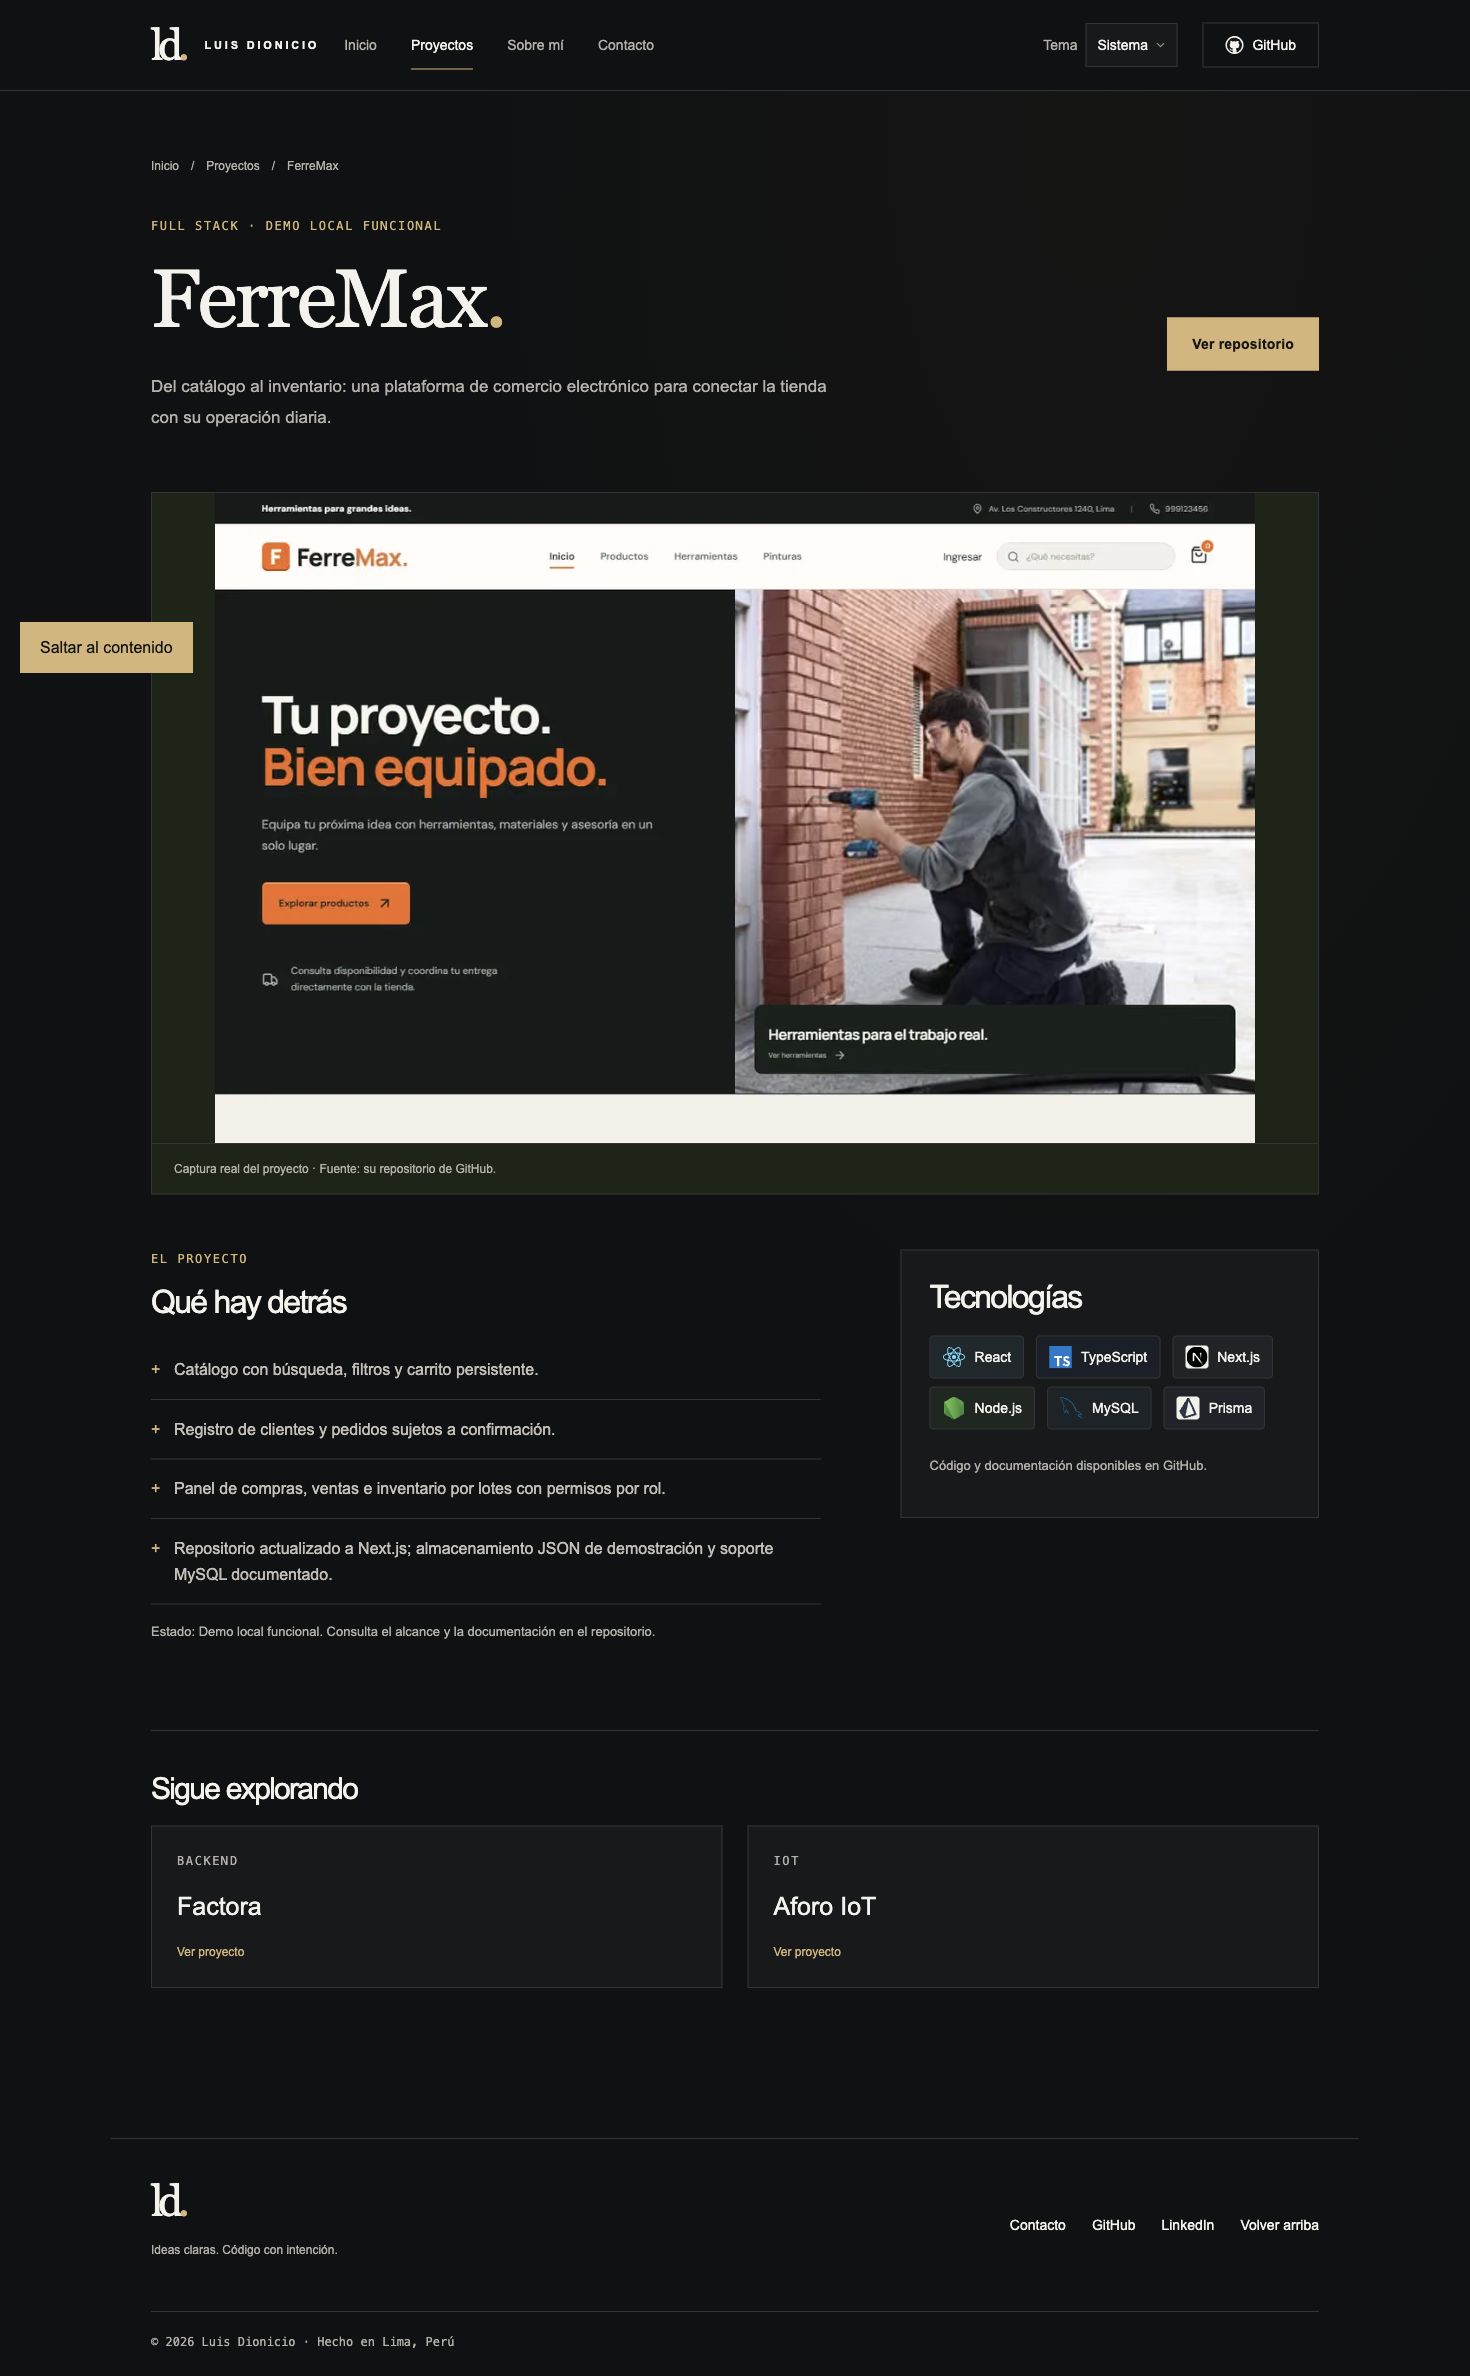 ld. LUIS DIONICIO Inicio Proyectos Sobre mí Contacto Tema Sistema GitHub
Inicio / Proyectos / FerreMax
FULL STACK · DEMO LOCAL FUNCIONAL
FerreMax.
Ver repositorio
Del catálogo al inventario: una plataforma de comercio electrónico para conectar la tienda
con su operación diaria.
Herramientas para grandes ideas. Av. Los Constructores 1240, Lima | 999123456
F FerreMax. Inicio Productos Herramientas Pinturas Ingresar ¿Qué necesitas? 0
Saltar al contenido
Tu proyecto.
Bien equipado.
Equipa tu próxima idea con herramientas, materiales y asesoría en un
solo lugar.
Explorar productos
Consulta disponibilidad y coordina tu entrega
directamente con la tienda.
Herramientas para el trabajo real.
Ver herramientas
Captura real del proyecto · Fuente: su repositorio de GitHub.
EL PROYECTO
Qué hay detrás
+ Catálogo con búsqueda, filtros y carrito persistente.
+ Registro de clientes y pedidos sujetos a confirmación.
+ Panel de compras, ventas e inventario por lotes con permisos por rol.
+ Repositorio actualizado a Next.js; almacenamiento JSON de demostración y soporte
MySQL documentado.
Estado: Demo local funcional. Consulta el alcance y la documentación en el repositorio.
Tecnologías
React TS TypeScript N Next.js
Node.js MySQL Prisma
Código y documentación disponibles en GitHub.
Sigue explorando
BACKEND
Factora
Ver proyecto
IOT
Aforo IoT
Ver proyecto
ld.
Ideas claras. Código con intención.
Contacto GitHub LinkedIn Volver arriba
© 2026 Luis Dionicio · Hecho en Lima, Perú